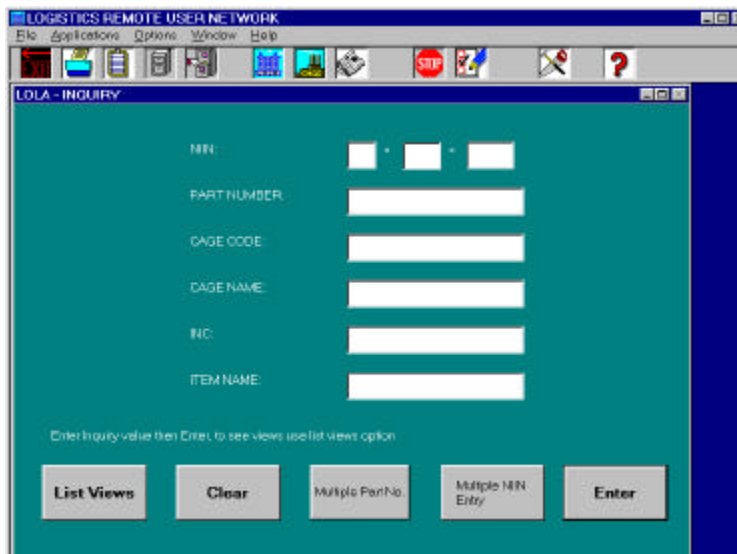 LOGISTICS REMOTE USER NETWORK
File Applications Options Window Help
EXIT STOP ?
LOLA - INQUIRY
NIIN: - -
PART NUMBER:
CAGE CODE:
CAGE NAME:
INC:
ITEM NAME:
Enter Inquiry value then Enter, to see views use list views option
List Views Clear Multiple Part No. Multiple NIIN Entry Enter